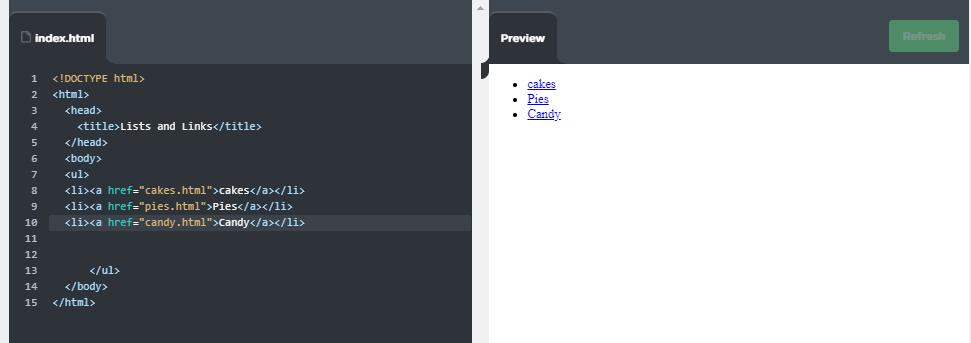 index.html
1 <!DOCTYPE html>
2 <html>
3 <head>
4 <title>Lists and Links</title>
5 </head>
6 <body>
7 <ul>
8 <li><a href="cakes.html">cakes</a></li>
9 <li><a href="pies.html">Pies</a></li>
10 <li><a href="candy.html">Candy</a></li>
11
12
13 </ul>
14 </body>
15 </html>
Preview
Refresh
cakes
Pies
Candy